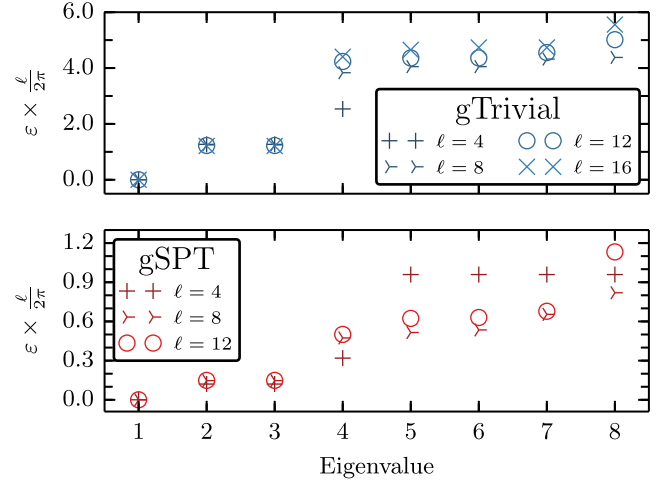 6.0
4.0
2.0
0.0
ε × ℓ/2π
gTrivial
ℓ = 4 ℓ = 12
ℓ = 8 ℓ = 16
1.2
0.9
0.6
0.3
0.0
ε × ℓ/2π
gSPT
ℓ = 4
ℓ = 8
ℓ = 12
1 2 3 4 5 6 7 8
Eigenvalue